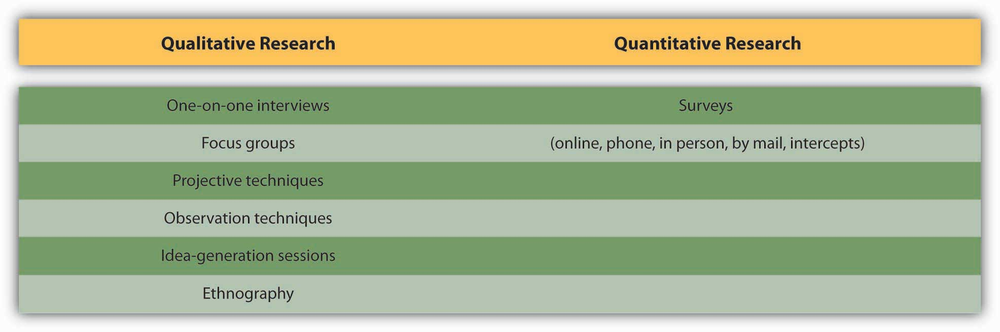 Qualitative Research Quantitative Research
One-on-one interviews Surveys
Focus groups (online, phone, in person, by mail, intercepts)
Projective techniques
Observation techniques
Idea-generation sessions
Ethnography